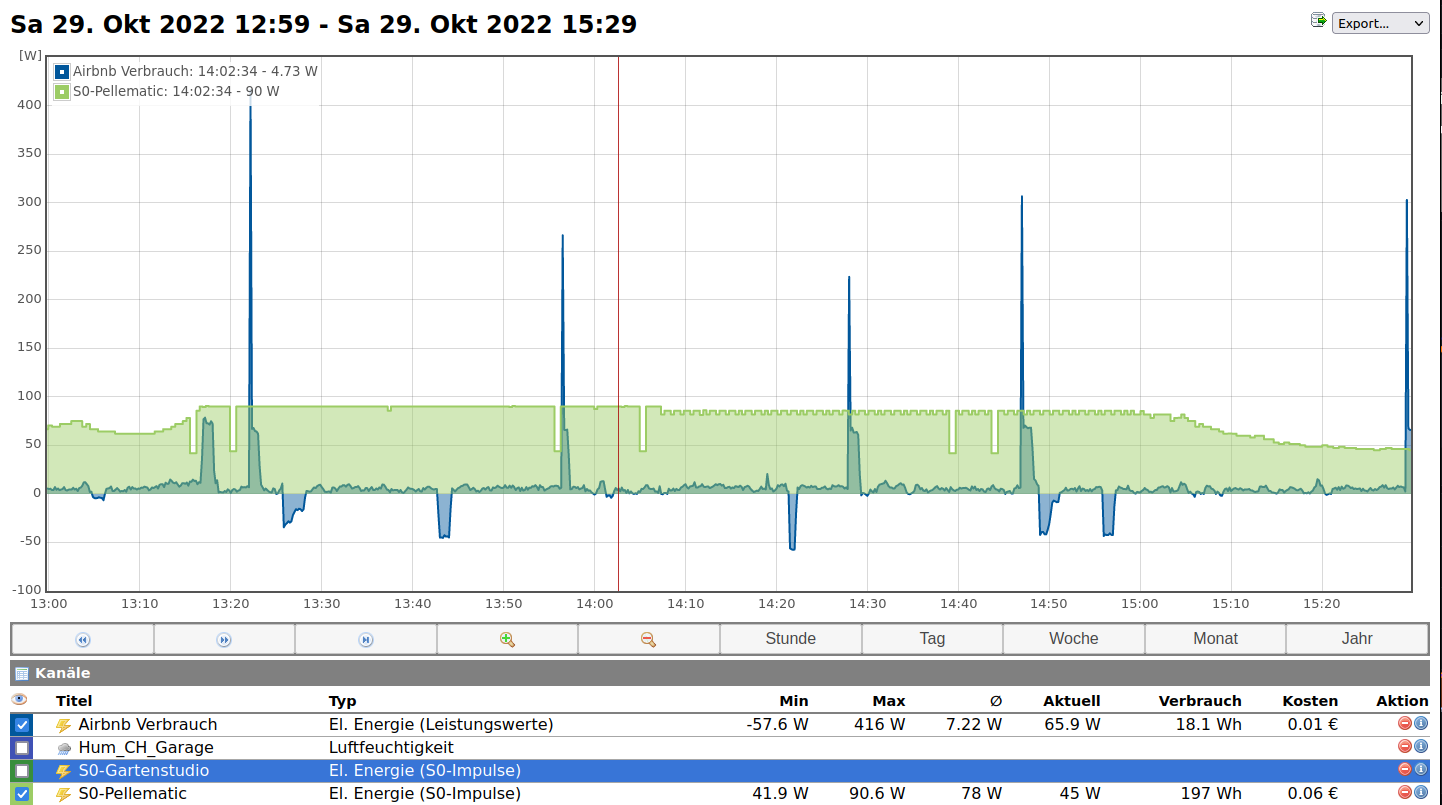 Sa 29. Okt 2022 12:59 - Sa 29. Okt 2022 15:29
Export...
[W]
Airbnb Verbrauch: 14:02:34 - 4.73 W
S0-Pellematic: 14:02:34 - 90 W
400
350
300
250
200
150
100
50
0
-50
-100
13:00 13:10 13:20 13:30 13:40 13:50 14:00 14:10 14:20 14:30 14:40 14:50 15:00 15:10 15:20
Stunde Tag Woche Monat Jahr
Kanäle
Titel Typ Min Max Ø Aktuell Verbrauch Kosten Aktion
Airbnb Verbrauch El. Energie (Leistungswerte) -57.6 W 416 W 7.22 W 65.9 W 18.1 Wh 0.01 €
Hum_CH_Garage Luftfeuchtigkeit
S0-Gartenstudio El. Energie (S0-Impulse)
S0-Pellematic El. Energie (S0-Impulse) 41.9 W 90.6 W 78 W 45 W 197 Wh 0.06 €